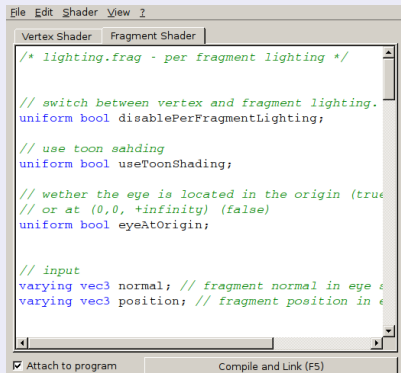 File Edit Shader View ?
Vertex Shader Fragment Shader
/* lighting.frag - per fragment lighting */
// switch between vertex and fragment lighting.
uniform bool disablePerFragmentLighting;
// use toon sahding
uniform bool useToonShading;
// wether the eye is located in the origin (true
// or at (0,0, +infinity) (false)
uniform bool eyeAtOrigin;
// input
varying vec3 normal; // fragment normal in eye s
varying vec3 position; // fragment position in e
Attach to program Compile and Link (F5)